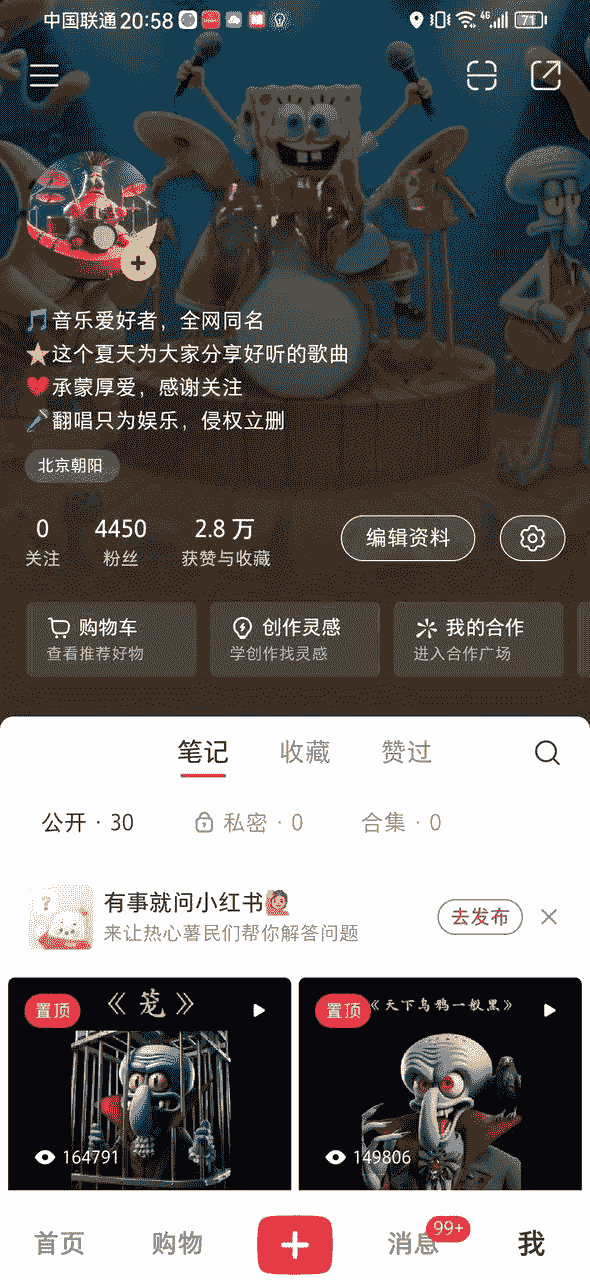 中国联通 20:58
46
71
音乐爱好者，全网同名
这个夏天为大家分享好听的歌曲
承蒙厚爱，感谢关注
翻唱只为娱乐，侵权立删
北京朝阳
0 4450 2.8 万
关注 粉丝 获赞与收藏
编辑资料
购物车 创作灵感 我的合作
查看推荐好物 学创作找灵感 进入合作广场
笔记 收藏 赞过
公开 · 30 私密 · 0 合集 · 0
有事就问小红书
来让热心薯民们帮你解答问题
去发布
置顶 《笼》
164791
置顶 《天下乌鸦一般黑》
149806
首页 购物 消息 99+ 我